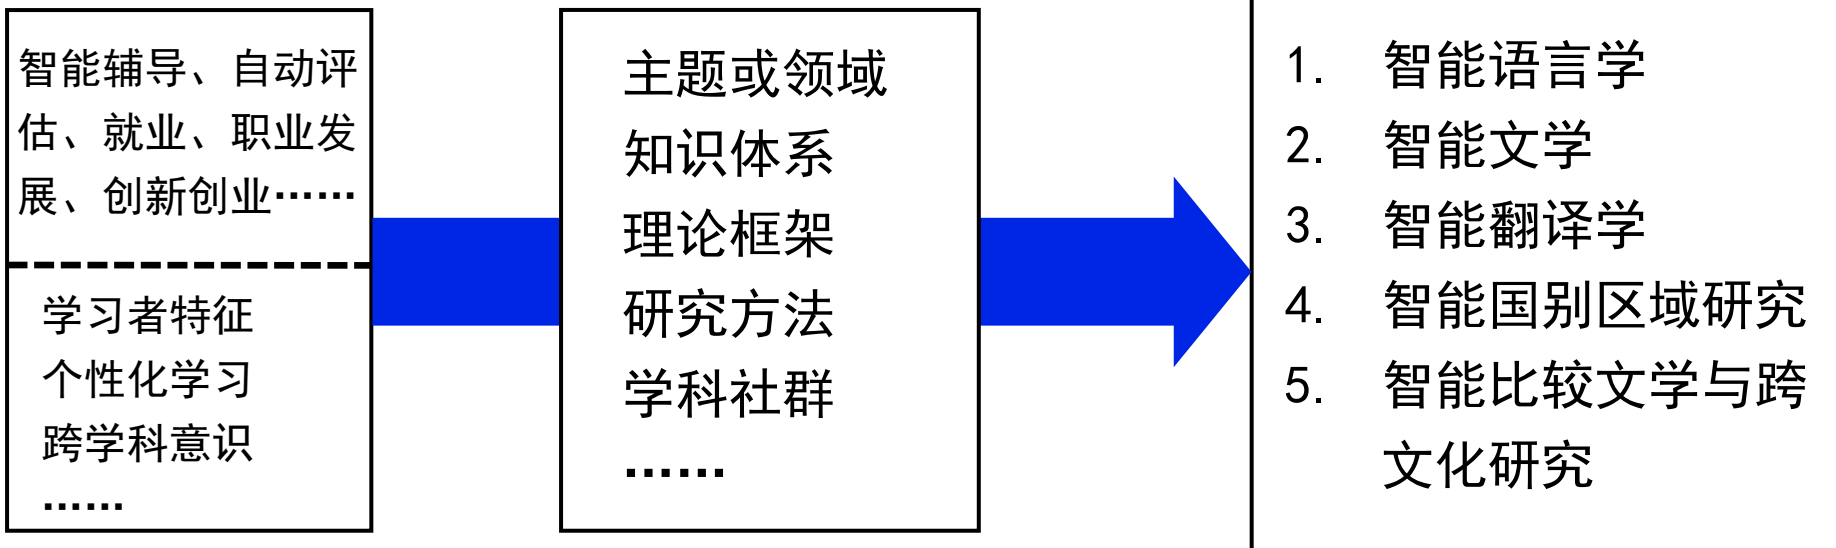 智能辅导、自动评
估、就业、职业发
展、创新创业……
学习者特征
个性化学习
跨学科意识
……
主题或领域
知识体系
理论框架
研究方法
学科社群
……
1. 智能语言学
2. 智能文学
3. 智能翻译学
4. 智能国别区域研究
5. 智能比较文学与跨
文化研究